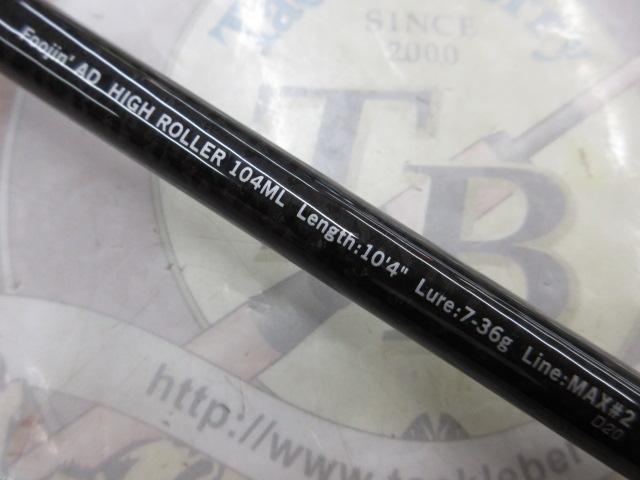 SINCE
2000
TB
Foojin' AD HIGH ROLLER 104ML Length:10'4" Lure:7-36g Line:MAX#2
D20
http://www.tacklebe